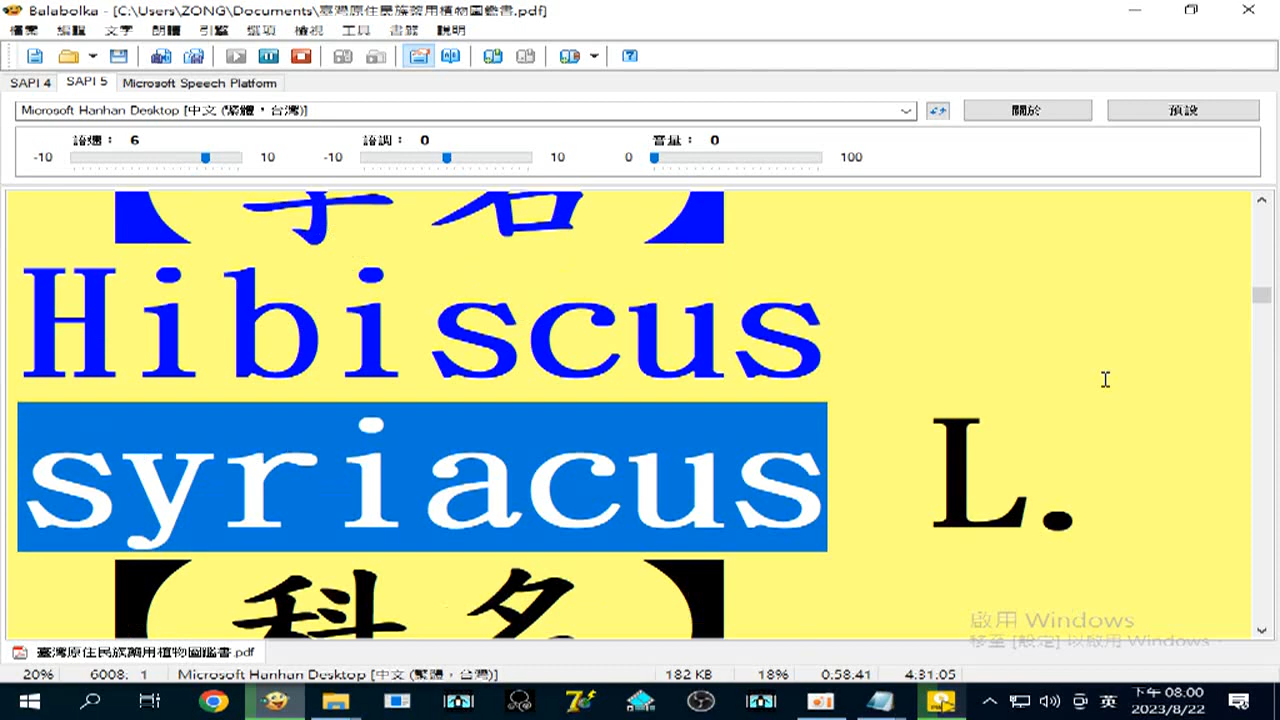 Balabolka - [C:\Users\ZONG\Documents\臺灣原住民族藥用植物圖鑑書.pdf]
檔案 編輯 文字 朗讀 引擎 選項 檢視 工具 書籤 說明
SAPI 4 SAPI 5 Microsoft Speech Platform
Microsoft Hanhan Desktop [中文 (繁體，台灣)] 關於 預設
語速： 6 語調： 0 音量： 0
-10 10 -10 10 0 100
【學名】
Hibiscus
syriacus L.
【科名】
啟用 Windows
移至 [設定] 以啟用 Windows。
臺灣原住民族藥用植物圖鑑書.pdf
20% 6008: 1 Microsoft Hanhan Desktop [中文 (繁體，台灣)] 182 KB 18% 0:58:41 4:31:05
英 下午 08:00
2023/8/22